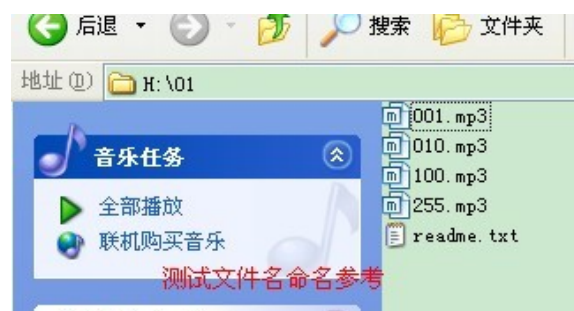 后退 搜索 文件夹
地址(D) H:\01
音乐任务
全部播放
联机购买音乐
001.mp3
010.mp3
100.mp3
255.mp3
readme.txt
测试文件名命名参考